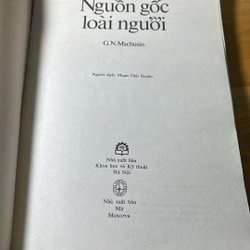 Nguồn gốc
loài người
G.N.Machusin
Người dịch: Phạm Thái Xuyên
Nhà xuất bản
Khoa học và Kỹ thuật
Hà Nội
Nhà xuất bản
Mir
Maxcơva